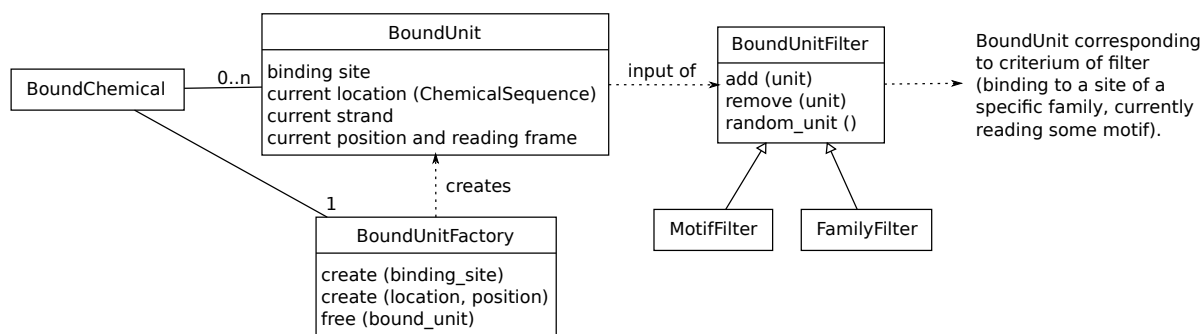 BoundChemical
0..n
1
BoundUnit
binding site
current location (ChemicalSequence)
current strand
current position and reading frame
creates
BoundUnitFactory
create (binding_site)
create (location, position)
free (bound_unit)
input of
BoundUnitFilter
add (unit)
remove (unit)
random_unit ()
MotifFilter
FamilyFilter
BoundUnit corresponding
to criterium of filter
(binding to a site of a
specific family, currently
reading some motif).